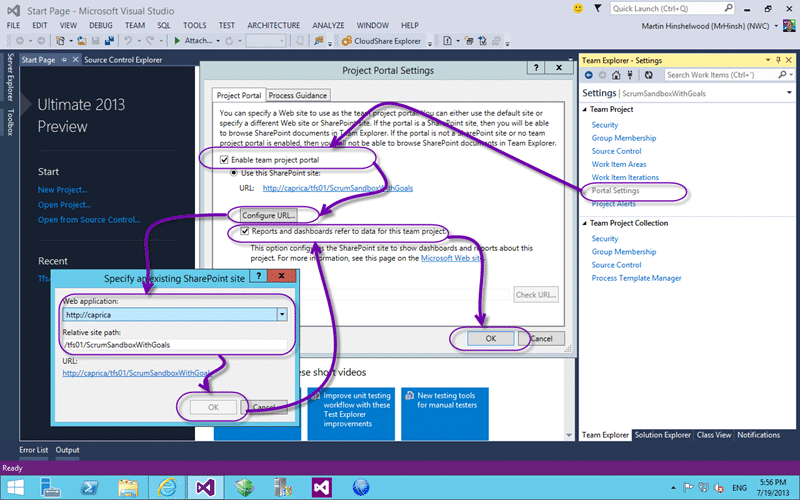 Start Page - Microsoft Visual Studio
Quick Launch (Ctrl+Q)
FILE EDIT VIEW DEBUG TEAM SQL TOOLS TEST ARCHITECTURE ANALYZE WINDOW HELP
Martin Hinshelwood (MrHinsh) (NWC)
Attach...
CloudShare Explorer
Server Explorer
Toolbox
Start Page
Source Control Explorer
Ultimate 2013
Preview
Start
New Project...
Open Project...
Open from Source Control...
Recent
Project Portal Settings
Project Portal
Process Guidance
You can specify a Web site to use as the team project portal. You can either use the default site or
specify a different Web site or SharePoint site. If the portal is a SharePoint site, then you will be able
to browse SharePoint documents in Team Explorer. If the portal is not a SharePoint site or no team
project portal is enabled, then you will not be able to browse SharePoint documents in Team Explorer.
Enable team project portal
Use this SharePoint site:
URL: http://caprica/tfs01/ScrumSandboxWithGoals
Configure URL...
Reports and dashboards refer to data for this team project.
This option configures the SharePoint site to show dashboards and reports about this
project. For more information, see this page on the Microsoft Web site.
Check URL...
OK
Cancel
Specify an existing SharePoint site
Web application:
http://caprica
Relative site path:
/tfs01/ScrumSandboxWithGoals
URL:
http://caprica/tfs01/ScrumSandboxWithGoals
OK
Cancel
ese short videos
Improve unit testing
workflow with these
Test Explorer
improvements
New testing tools
for manual testers
Team Explorer - Settings
Search Work Items (Ctrl+')
Settings | ScrumSandboxWithGoals
Team Project
Security
Group Membership
Source Control
Work Item Areas
Work Item Iterations
Portal Settings
Project Alerts
Team Project Collection
Security
Group Membership
Source Control
Process Template Manager
Team Explorer Solution Explorer Class View Notifications
Error List Output
Ready
ENG
5:56 PM
7/19/2013